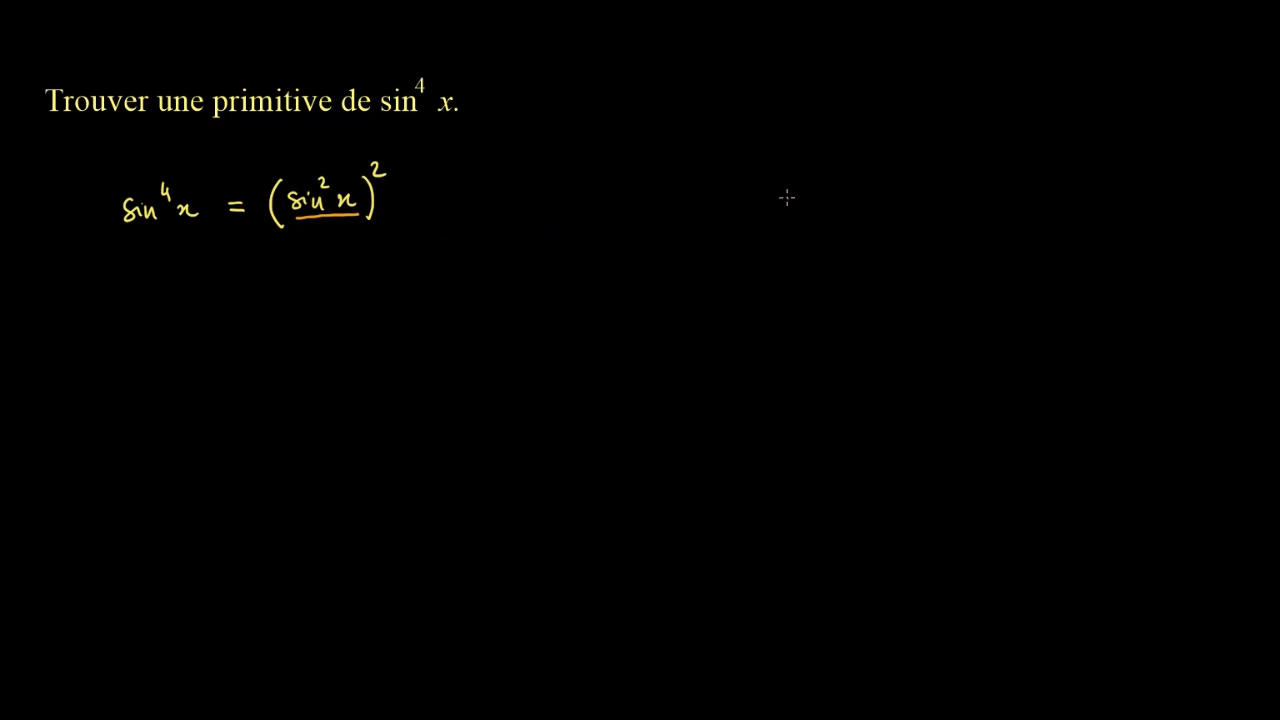 Trouver une primitive de sin⁴ x.
sin⁴x = (sin²x)²